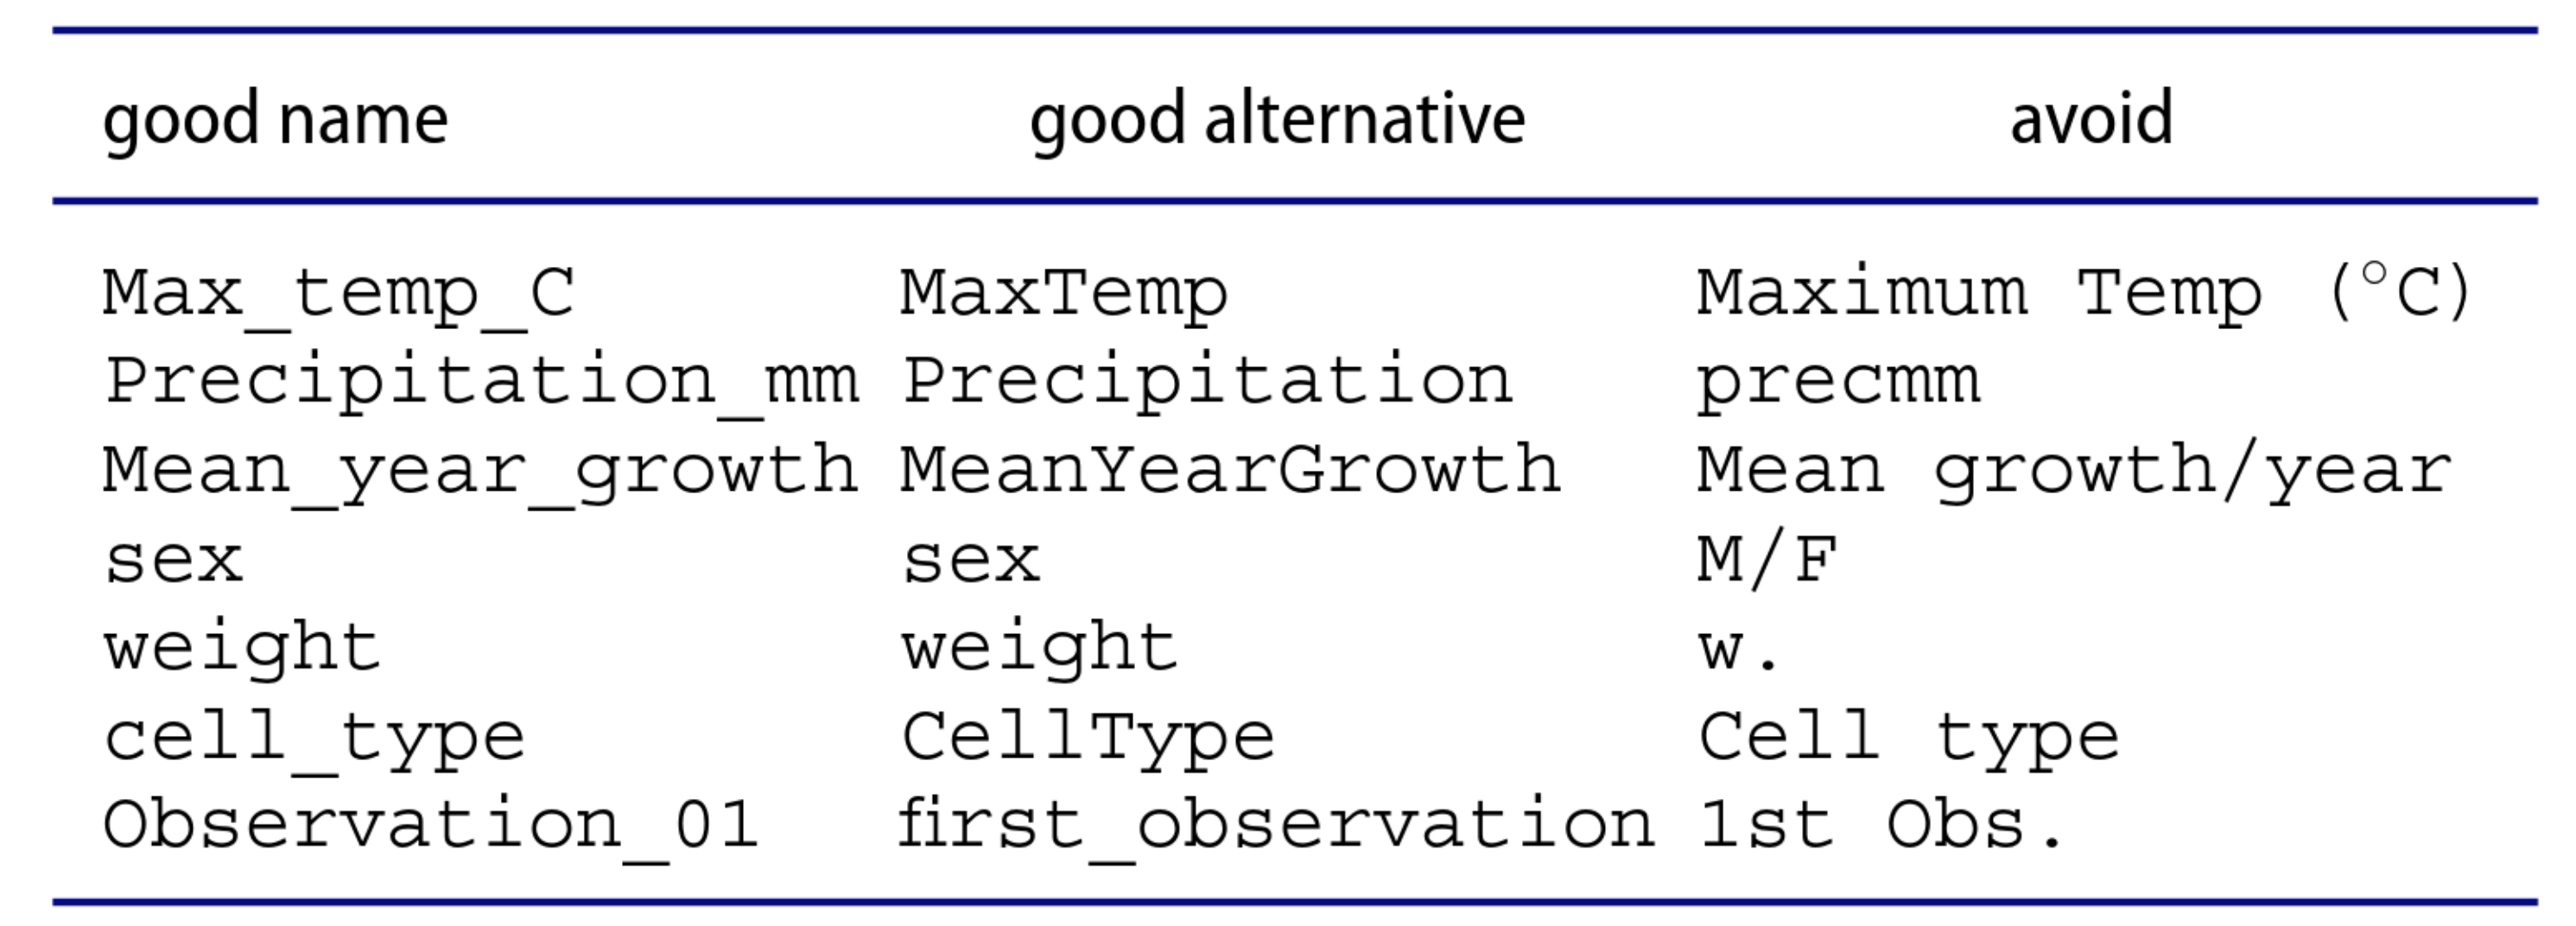 good name good alternative avoid
Max_temp_C MaxTemp Maximum Temp (°C)
Precipitation_mm Precipitation precmm
Mean_year_growth MeanYearGrowth Mean growth/year
sex sex M/F
weight weight w.
cell_type CellType Cell type
Observation_01 first_observation 1st Obs.